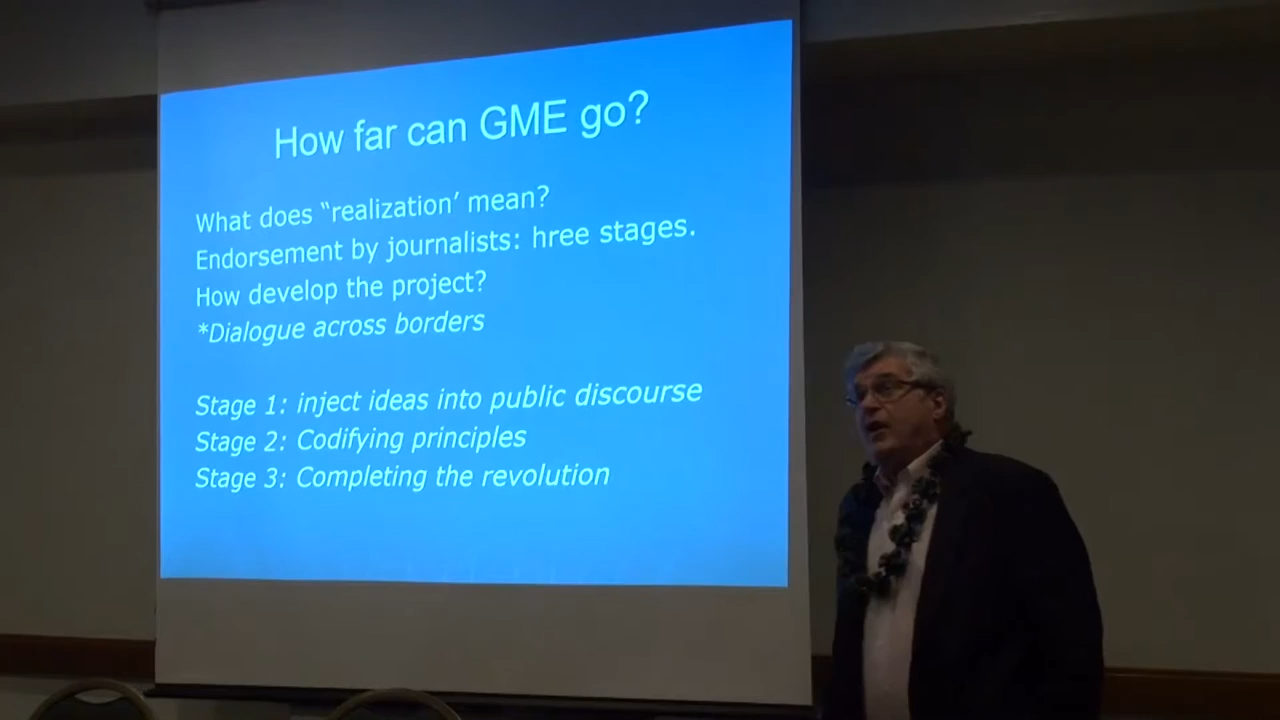 How far can GME go?
What does “realization’ mean?
Endorsement by journalists: hree stages.
How develop the project?
*Dialogue across borders
Stage 1: inject ideas into public discourse
Stage 2: Codifying principles
Stage 3: Completing the revolution